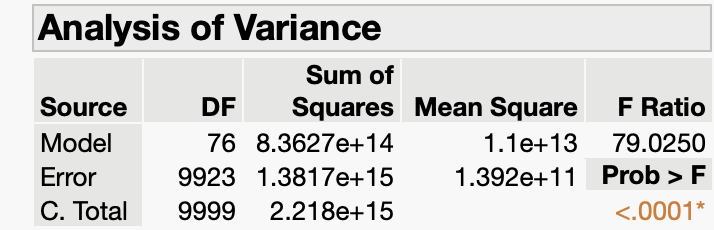 Analysis of Variance
Sum of
Source DF Squares Mean Square F Ratio
Model 76 8.3627e+14 1.1e+13 79.0250
Error 9923 1.3817e+15 1.392e+11 Prob > F
C. Total 9999 2.218e+15 <.0001*